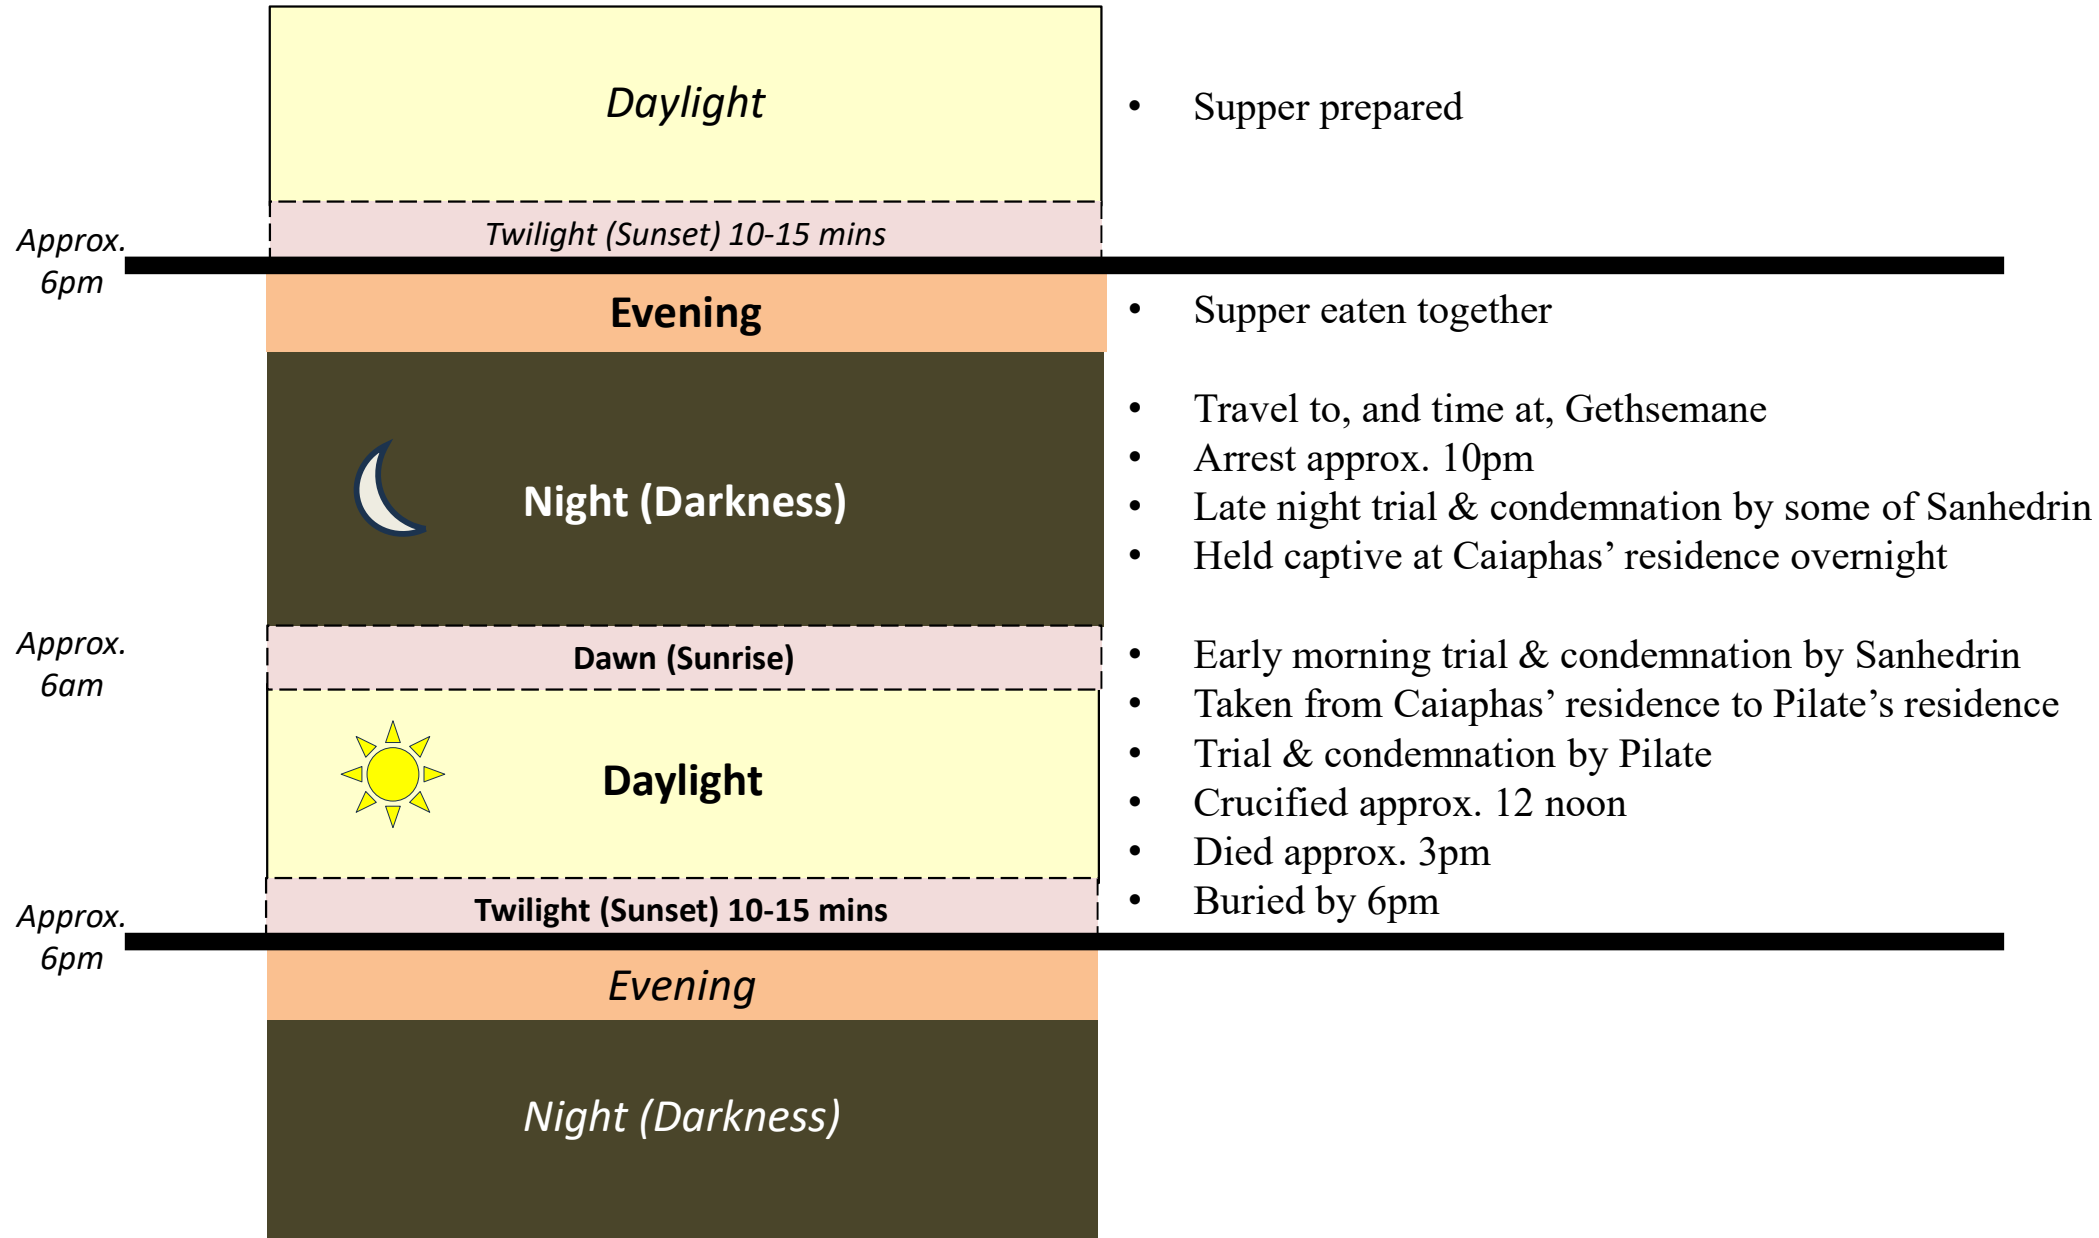 Daylight
• Supper prepared
Twilight (Sunset) 10-15 mins
Approx.
6pm
Evening
• Supper eaten together
Night (Darkness)
• Travel to, and time at, Gethsemane
• Arrest approx. 10pm
• Late night trial & condemnation by some of Sanhedrin
• Held captive at Caiaphas’ residence overnight
Approx.
6am
Dawn (Sunrise)
• Early morning trial & condemnation by Sanhedrin
• Taken from Caiaphas’ residence to Pilate’s residence
Daylight
• Trial & condemnation by Pilate
• Crucified approx. 12 noon
• Died approx. 3pm
Twilight (Sunset) 10-15 mins
• Buried by 6pm
Approx.
6pm
Evening
Night (Darkness)